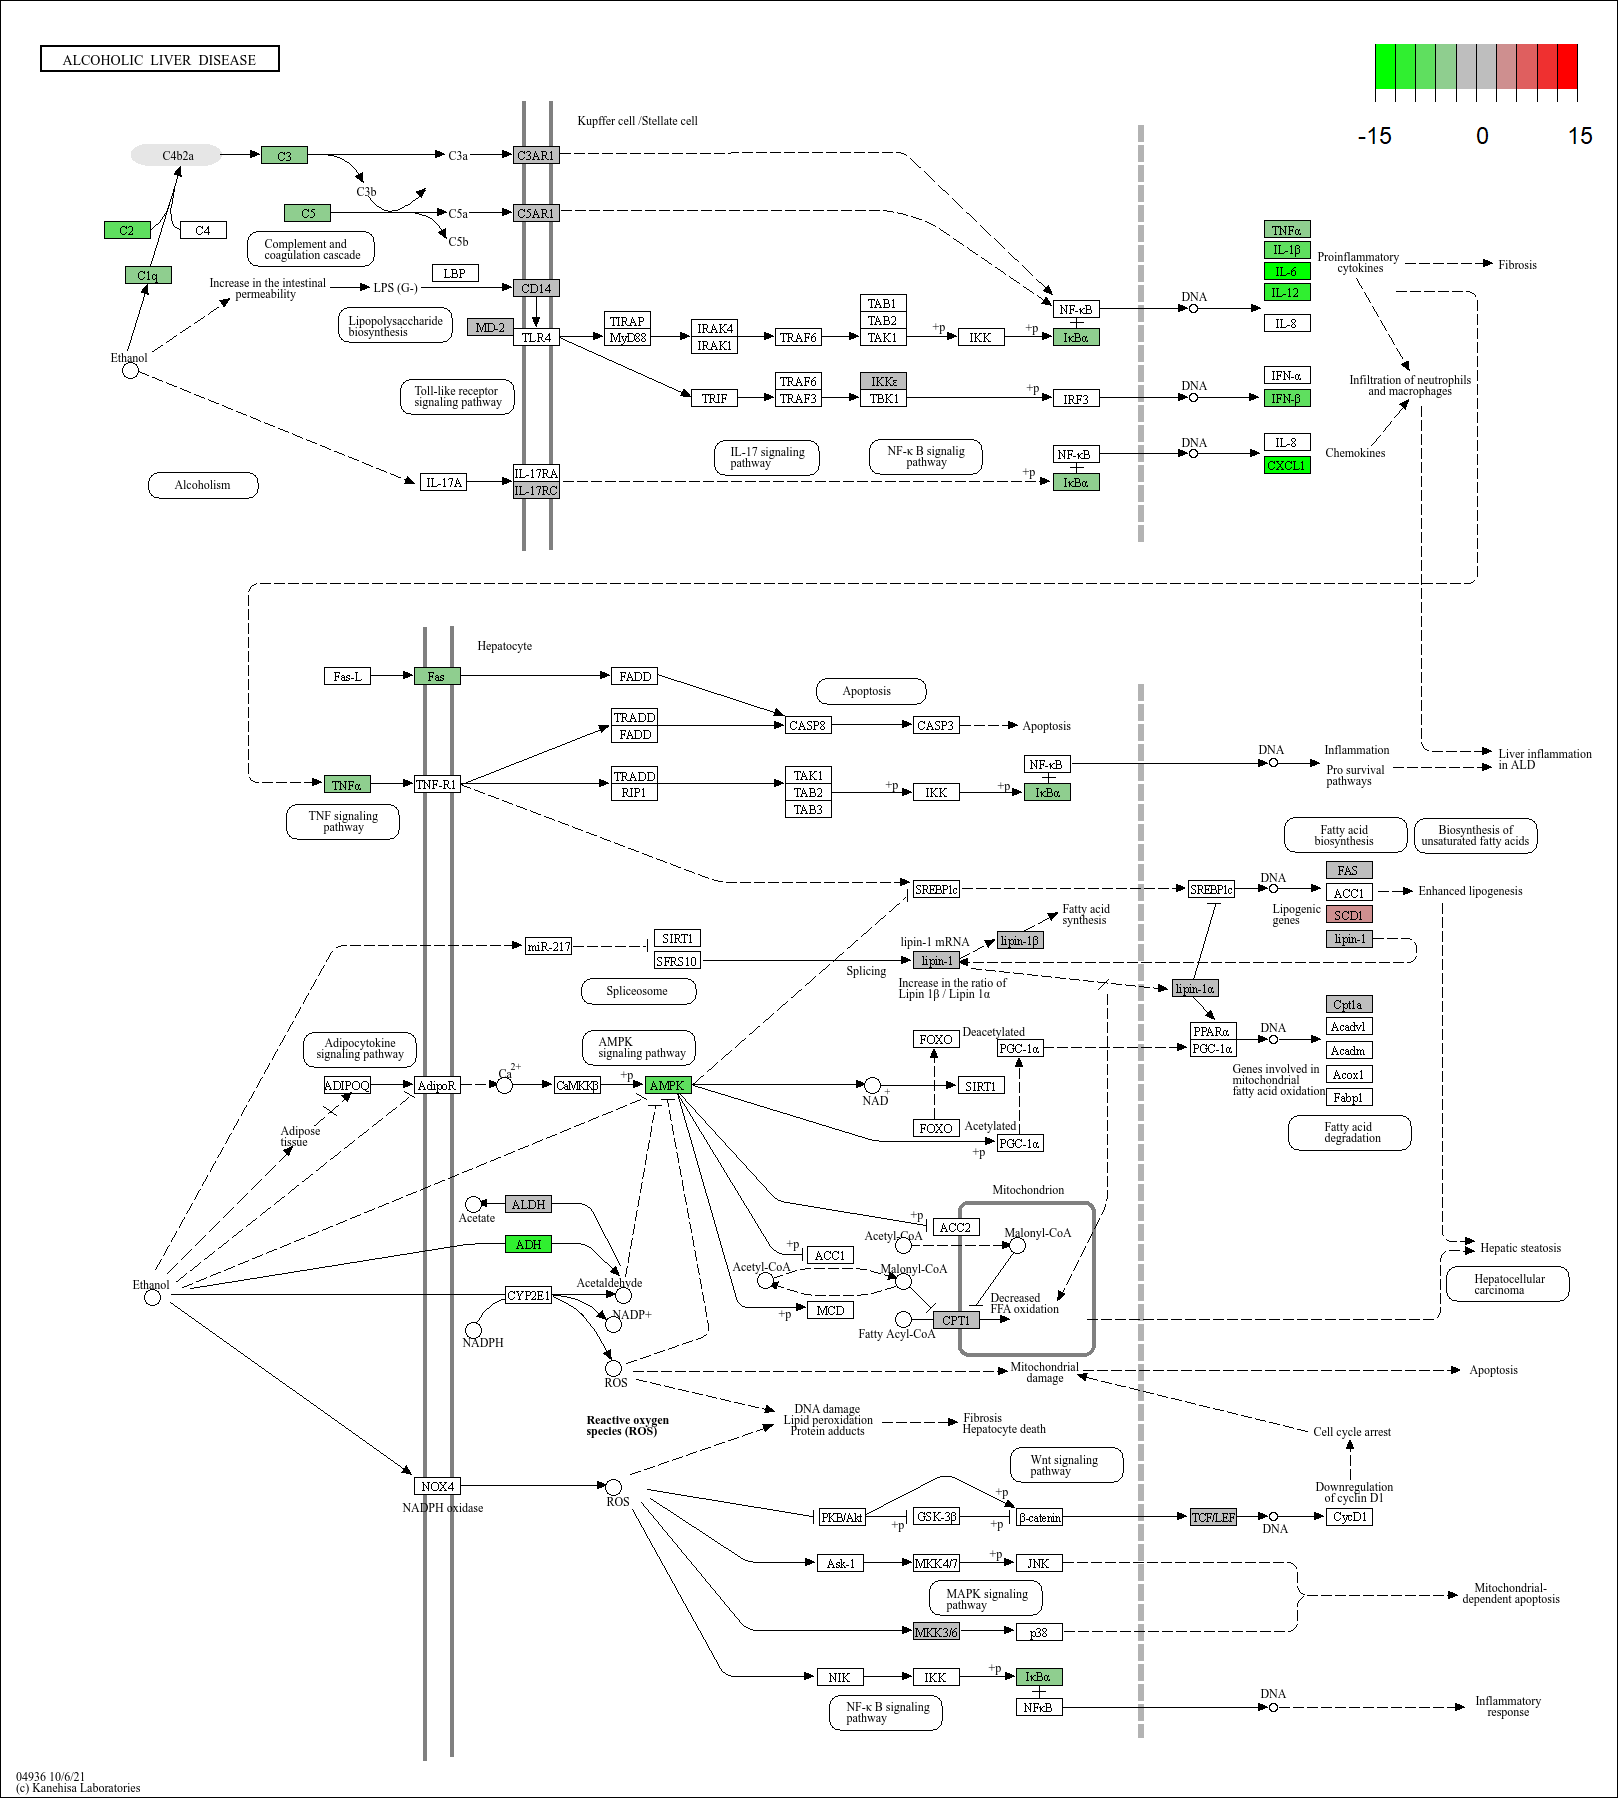 ALCOHOLIC LIVER DISEASE
-15
0
15
Kupffer cell /Stellate cell
C4b2a
C3
C3a
C3AR1
C3b
C5
C5a
C5AR1
C5b
C2
C4
TNFα
Complement and
coagulation cascade
IL-1β
Proinflammatory
cytokines
Fibrosis
C1q
LBP
IL-6
Increase in the intestinal
permeability
LPS (G-)
CD14
IL-12
DNA
TAB1
NF-κB
Lipopolysaccharide
biosynthesis
MD-2
TIRAP
TAB2
IL-8
TLR4
MyD88
IRAK4
IRAK1
TRAF6
TAK1
+p
IKK
+p
IκBα
Ethanol
Toll-like receptor
signaling pathway
TRAF6
IKKε
IFN-α
Infiltration of neutrophils
and macrophages
TRIF
TRAF3
TBK1
+p
IRF3
DNA
IFN-β
IL-17 signaling
pathway
NF-κ B signalig
pathway
NF-κB
DNA
IL-8
Chemokines
CXCL1
Alcoholism
IL-17A
IL-17RA
IL-17RC
+p
IκBα
Hepatocyte
Fas-L
Fas
FADD
Apoptosis
TRADD
FADD
CASP8
CASP3
Apoptosis
DNA
Inflammation
Liver inflammation
in ALD
NF-κB
Pro survival
pathways
TNFα
TNF-R1
TRADD
RIP1
TAK1
TAB2
TAB3
+p
IKK
+p
IκBα
TNF signaling
pathway
Fatty acid
biosynthesis
Biosynthesis of
unsaturated fatty acids
FAS
SREBP1c
SREBP1c
DNA
ACC1
Enhanced lipogenesis
Lipogenic
genes
SCD1
Fatty acid
synthesis
miR-217
SIRT1
lipin-1 mRNA
lipin-1β
lipin-1
SFRS10
lipin-1
Splicing
Increase in the ratio of
Lipin 1β / Lipin 1α
lipin-1α
Spliceosome
Cpt1a
Adipocytokine
signaling pathway
AMPK
signaling pathway
FOXO
Deacetylated
PGC-1α
PPARα
PGC-1α
DNA
Acadvl
Acadm
Genes involved in
mitochondrial
fatty acid oxidation
Acox1
Fabp1
ADIPOQ
AdipoR
Ca2+
CaMKKβ
+p
AMPK
NAD+
SIRT1
Adipose
tissue
FOXO
Acetylated
PGC-1α
+p
Fatty acid
degradation
Mitochondrion
Acetate
ALDH
+p
ACC2
Acetyl-CoA
Malonyl-CoA
ADH
+p
ACC1
Acetyl-CoA
Malonyl-CoA
Hepatic steatosis
Ethanol
CYP2E1
Acetaldehyde
Hepatocellular
carcinoma
NADP+
+p
MCD
Decreased
FFA oxidation
Fatty Acyl-CoA
CPT1
NADPH
ROS
Mitochondrial
damage
Apoptosis
Reactive oxygen
species (ROS)
DNA damage
Lipid peroxidation
Protein adducts
Fibrosis
Hepatocyte death
Cell cycle arrest
Wnt signaling
pathway
NOX4
NADPH oxidase
ROS
Downregulation
of cyclin D1
PKB/Akt
+p
GSK-3β
+p
+p
β-catenin
TCF/LEF
DNA
CycD1
Ask-1
MKK4/7
+p
JNK
MAPK signaling
pathway
Mitochondrial-
dependent apoptosis
MKK3/6
p38
NIK
IKK
+p
IκBα
NF-κ B signaling
pathway
NFκB
DNA
Inflammatory
response
04936 10/6/21
(c) Kanehisa Laboratories